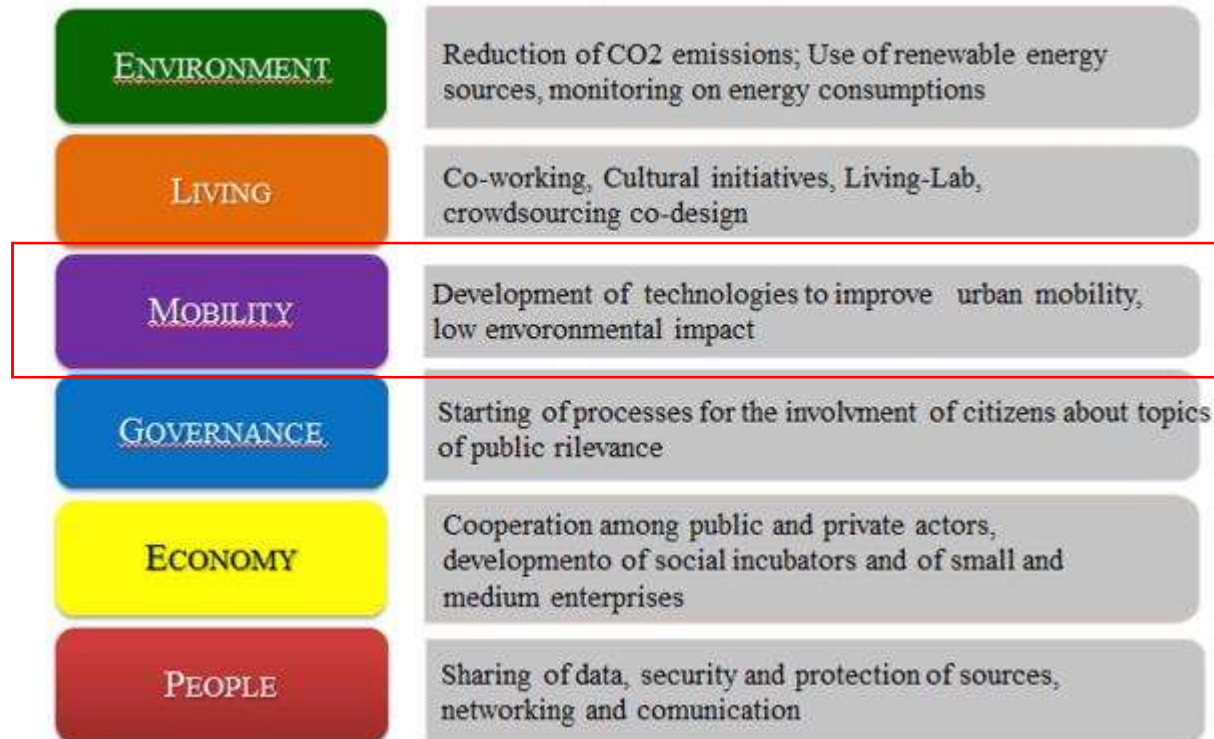 ENVIRONMENT
Reduction of CO2 emissions; Use of renewable energy
sources, monitoring on energy consumptions
LIVING
Co-working, Cultural initiatives, Living-Lab,
crowdsourcing co-design
MOBILITY
Development of technologies to improve urban mobility,
low envoronmental impact
GOVERNANCE
Starting of processes for the involvment of citizens about topics
of public rilevance
ECONOMY
Cooperation among public and private actors,
developmento of social incubators and of small and
medium enterprises
PEOPLE
Sharing of data, security and protection of sources,
networking and comunication